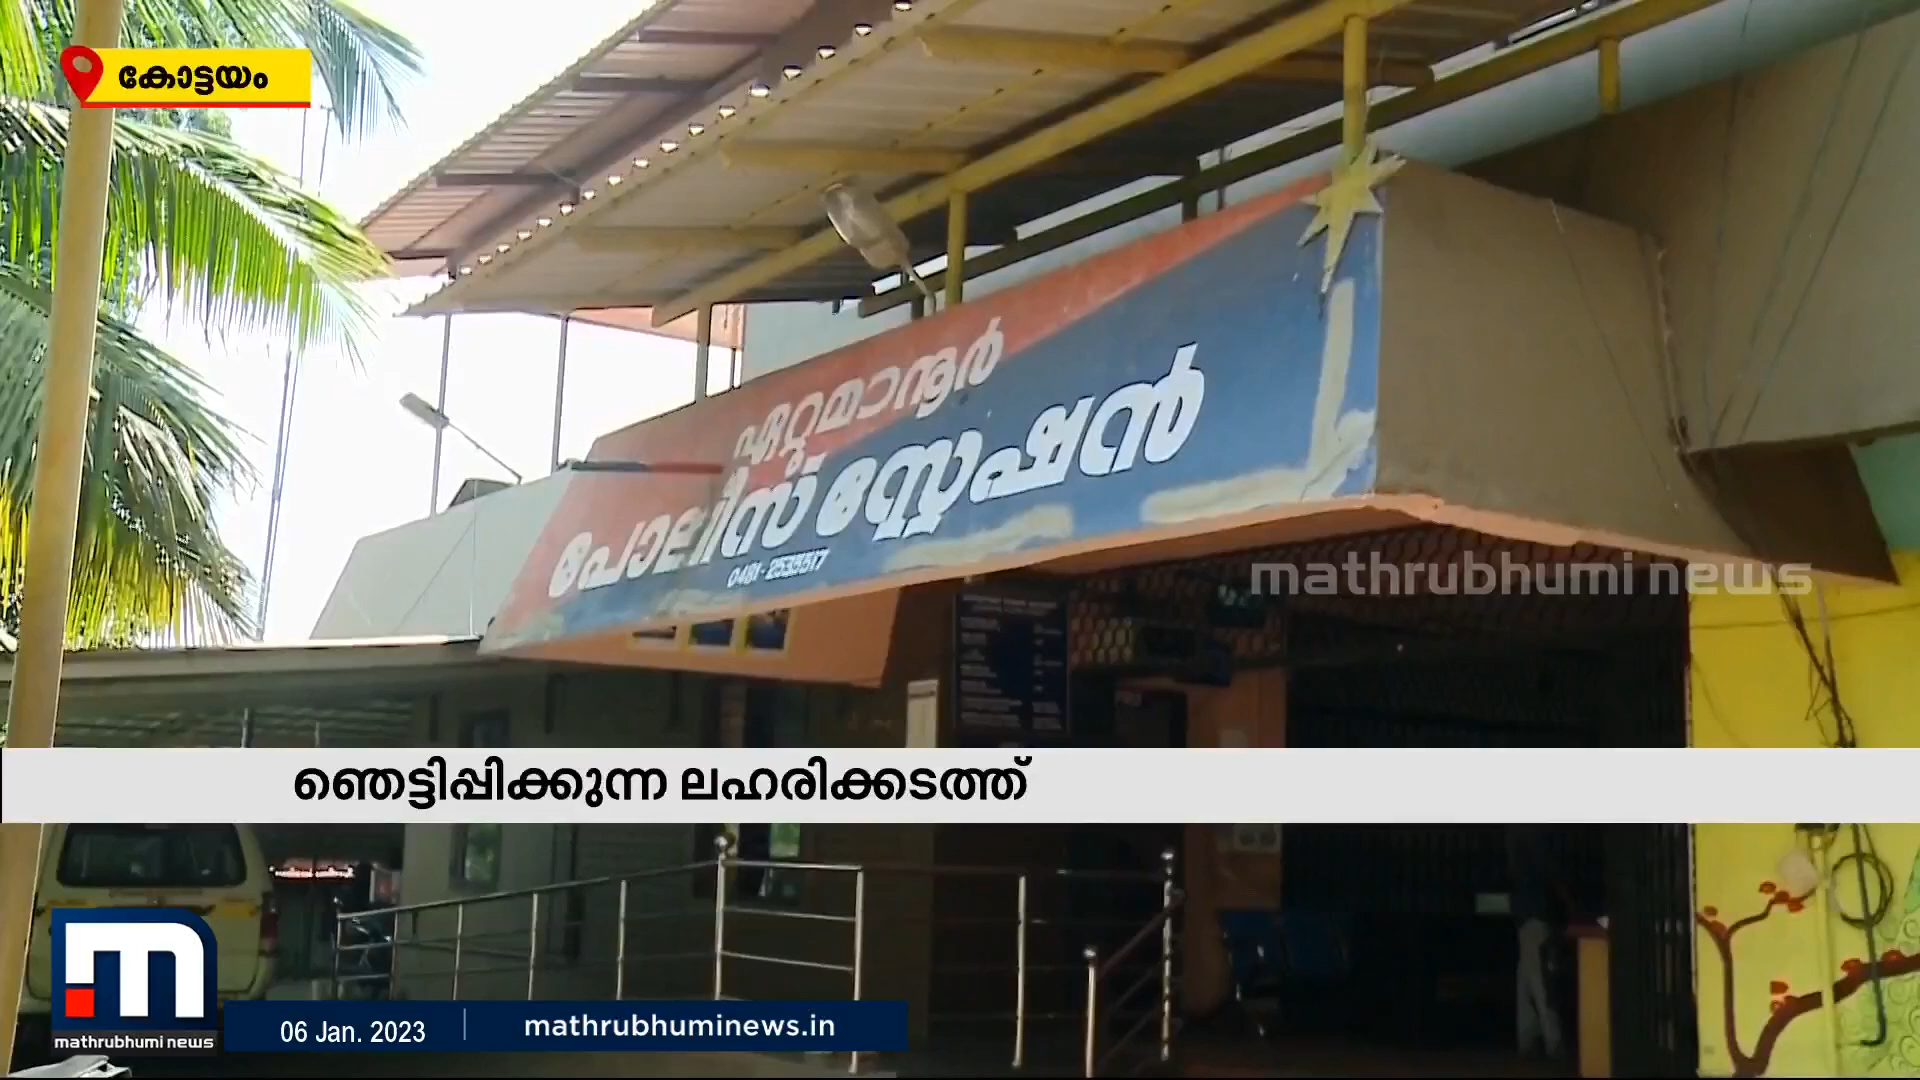 കോട്ടയം
ഏറ്റുമാനൂർ
പോലീസ് സ്റ്റേഷൻ
0481-2535517
mathrubhumi news
ഞെട്ടിപ്പിക്കുന്ന ലഹരിക്കടത്ത്
mathrubhumi news
06 Jan. 2023
mathrubhuminews.in